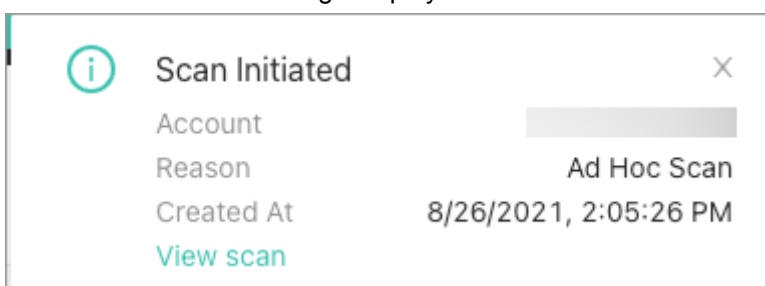 Scan Initiated X
Account
Reason Ad Hoc Scan
Created At 8/26/2021, 2:05:26 PM
View scan